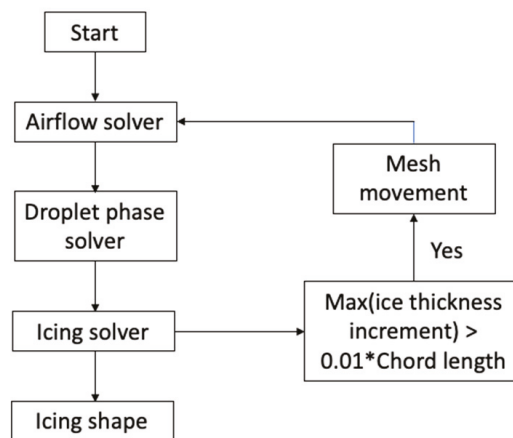 Start
Airflow solver
Droplet phase
solver
Icing solver
Icing shape
Mesh
movement
Yes
Max(ice thickness
increment) >
0.01*Chord length